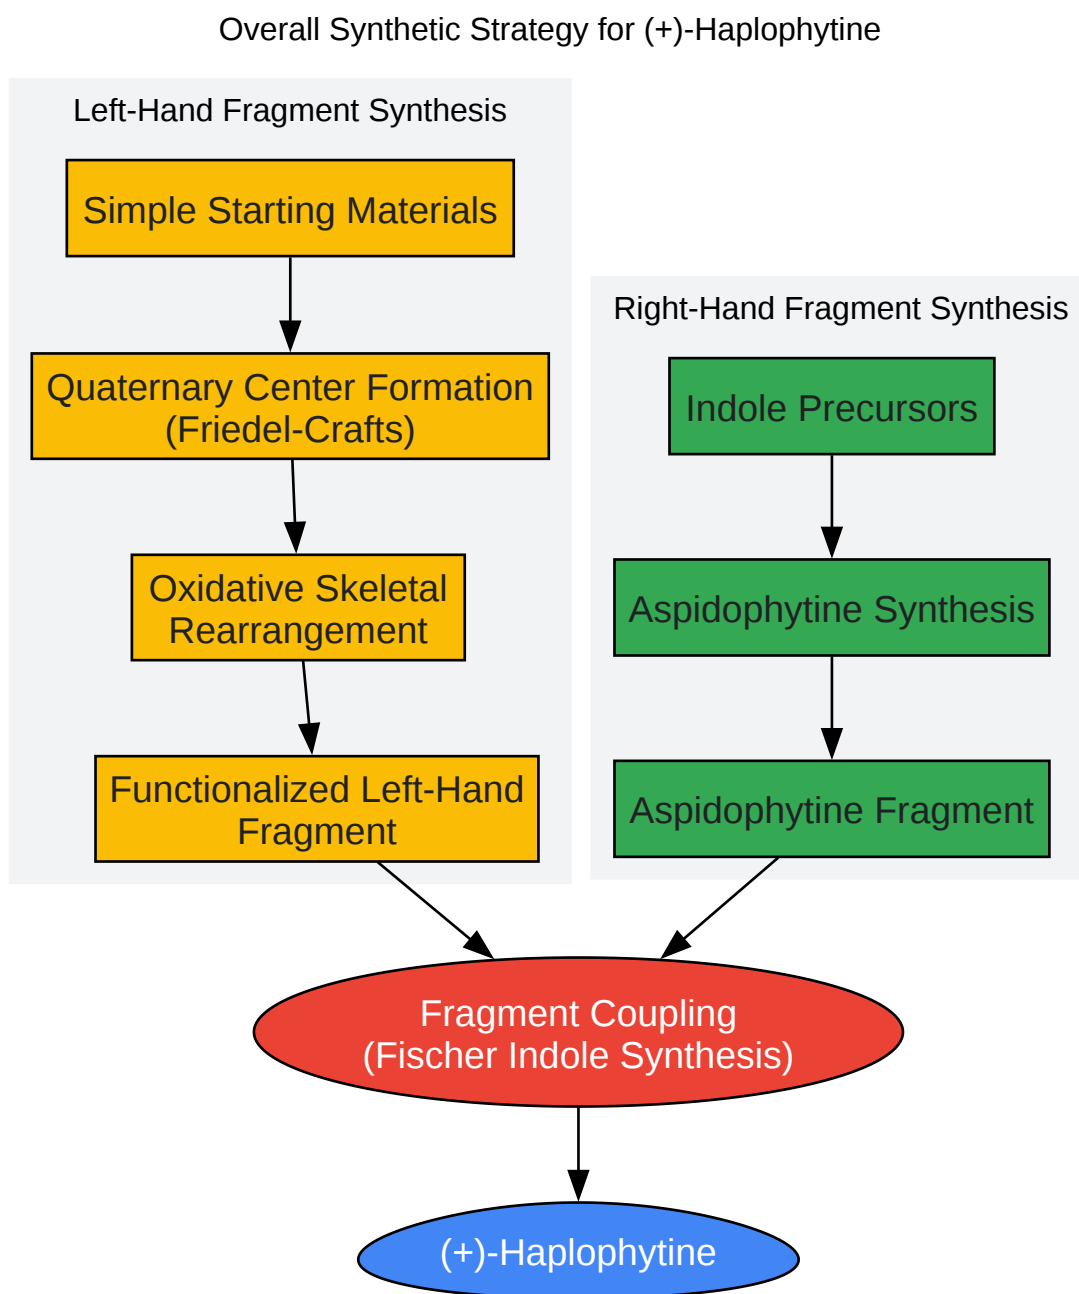 Overall Synthetic Strategy for (+)-Haplophytine
Left-Hand Fragment Synthesis
Simple Starting Materials
Quaternary Center Formation
(Friedel-Crafts)
Oxidative Skeletal
Rearrangement
Functionalized Left-Hand
Fragment
Right-Hand Fragment Synthesis
Indole Precursors
Aspidophytine Synthesis
Aspidophytine Fragment
Fragment Coupling
(Fischer Indole Synthesis)
(+)-Haplophytine